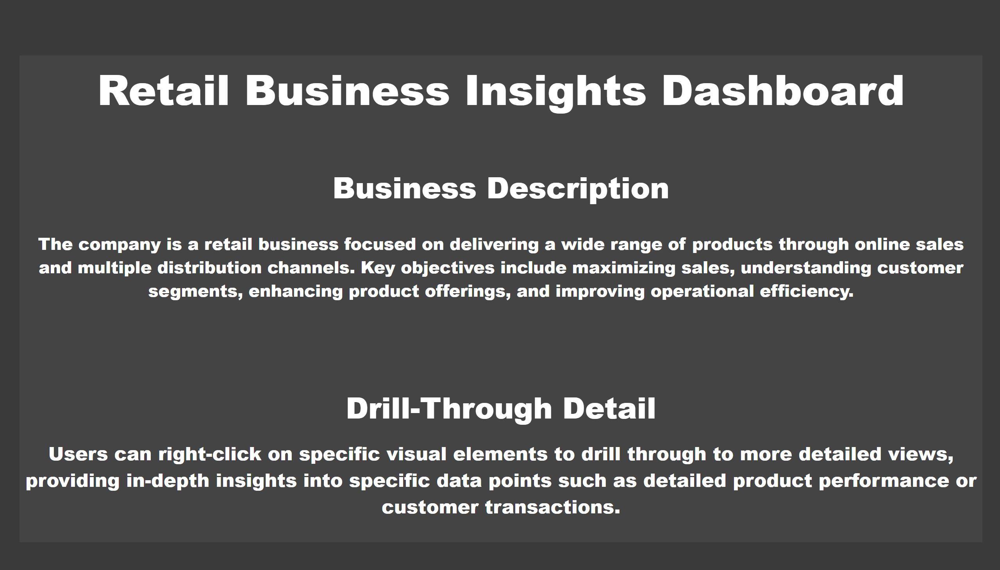 Retail Business Insights Dashboard
Business Description
The company is a retail business focused on delivering a wide range of products through online sales
and multiple distribution channels. Key objectives include maximizing sales, understanding customer
segments, enhancing product offerings, and improving operational efficiency.
Drill-Through Detail
Users can right-click on specific visual elements to drill through to more detailed views,
providing in-depth insights into specific data points such as detailed product performance or
customer transactions.